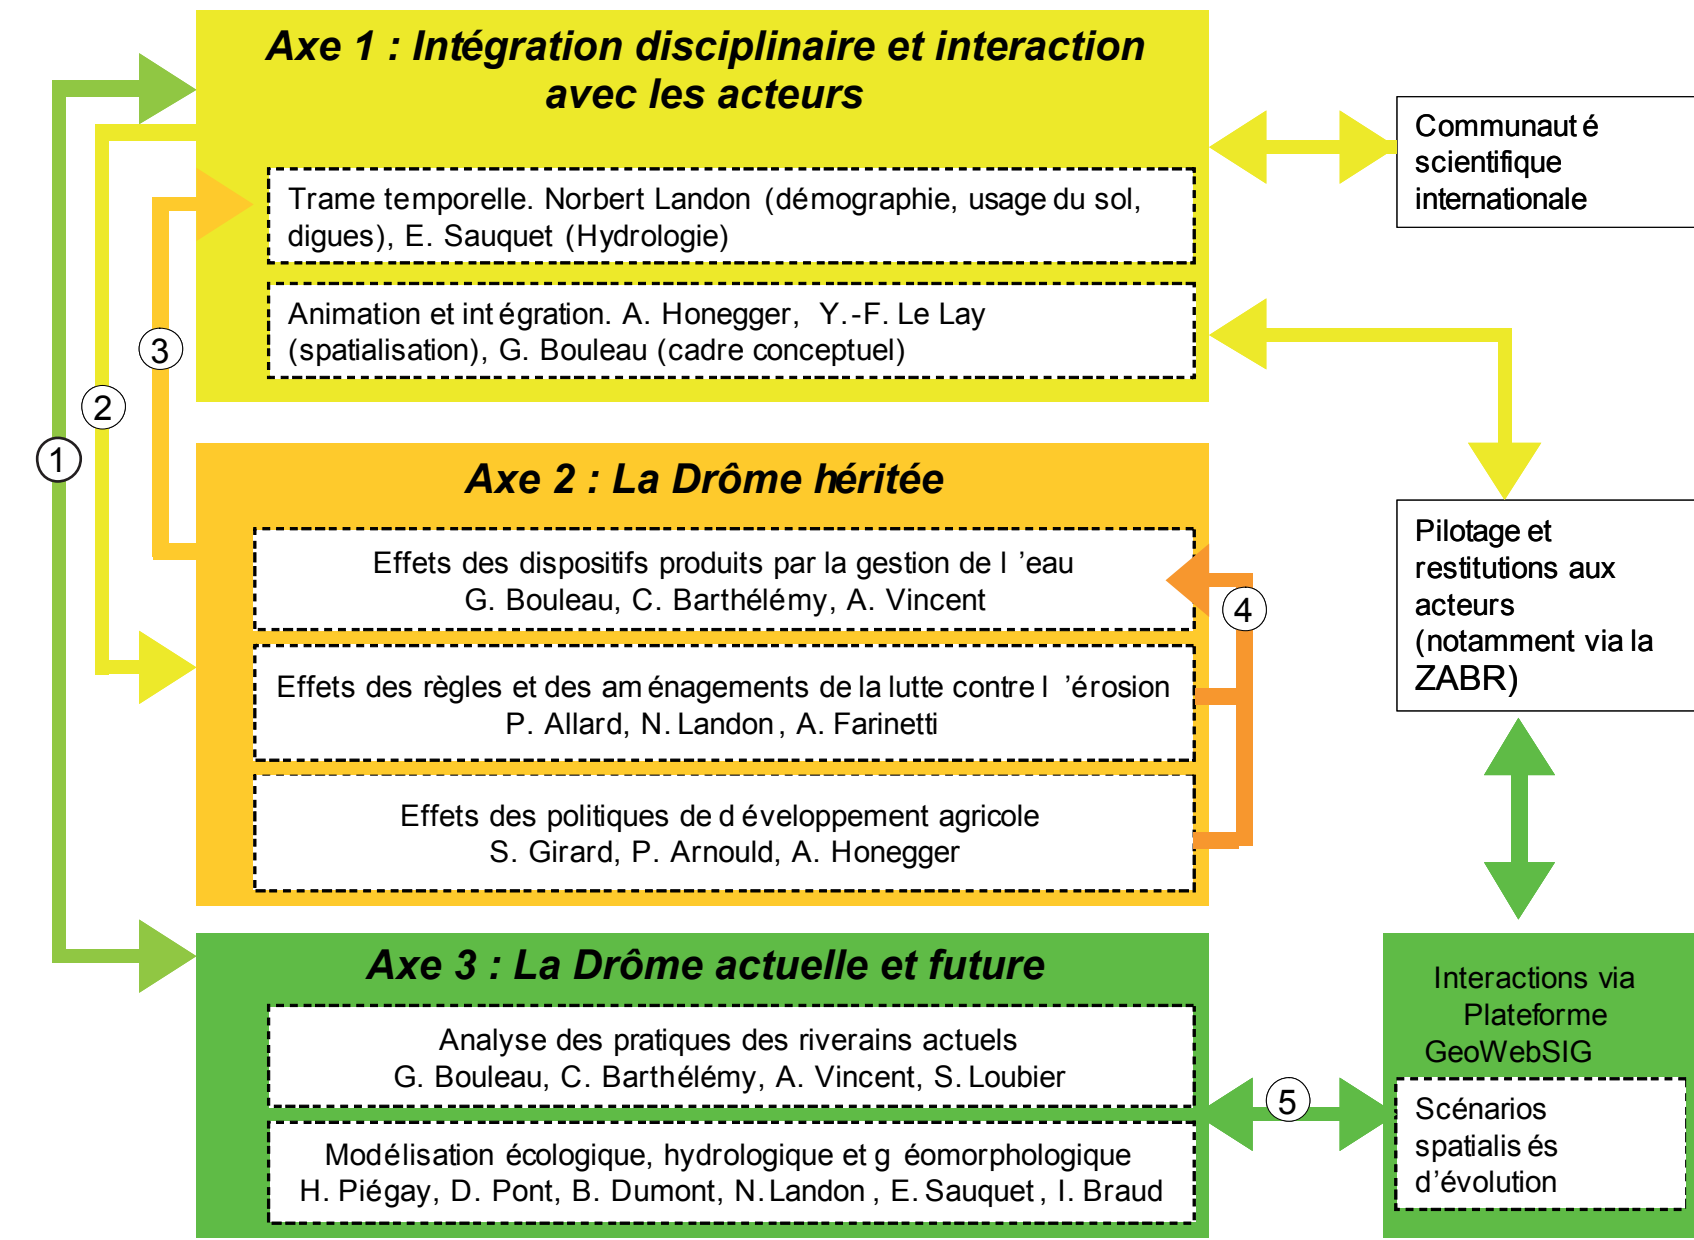 Axe 1 : Intégration disciplinaire et interaction
avec les acteurs
Trame temporelle. Norbert Landon (démographie, usage du sol,
digues), E. Sauquet (Hydrologie)
Animation et intégration. A. Honegger, Y.-F. Le Lay
(spatialisation), G. Bouleau (cadre conceptuel)
Communauté
scientifique
internationale
3
2
1
Axe 2 : La Drôme héritée
Effets des dispositifs produits par la gestion de l'eau
G. Bouleau, C. Barthélémy, A. Vincent
4
Effets des règles et des aménagements de la lutte contre l'érosion
P. Allard, N. Landon, A. Farinetti
Effets des politiques de développement agricole
S. Girard, P. Arnould, A. Honegger
Pilotage et
restitutions aux
acteurs
(notamment via la
ZABR)
Axe 3 : La Drôme actuelle et future
Analyse des pratiques des riverains actuels
G. Bouleau, C. Barthélémy, A. Vincent, S. Loubier
Modélisation écologique, hydrologique et géomorphologique
H. Piégay, D. Pont, B. Dumont, N. Landon, E. Sauquet, I. Braud
5
Interactions via
Plateforme
GeoWebSIG
Scénarios
spatialisés
d'évolution